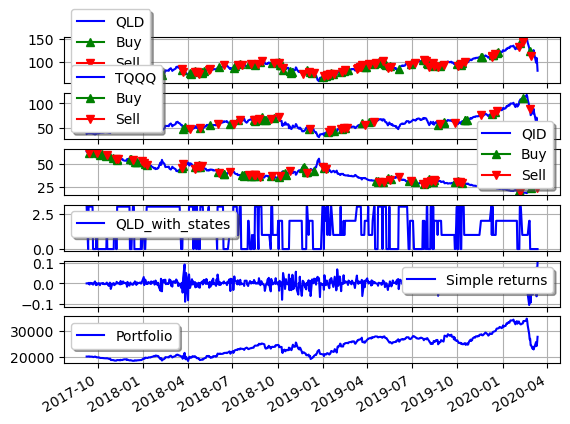 QLD
Buy
Sell
150
100
TQQQ
Buy
Sell
100
50
QID
Buy
Sell
50
25
QLD_with_states
2.5
0.0
Simple returns
0.1
0.0
−0.1
Portfolio
30000
20000
2017-10
2018-01
2018-04
2018-07
2018-10
2019-01
2019-04
2019-07
2019-10
2020-01
2020-04